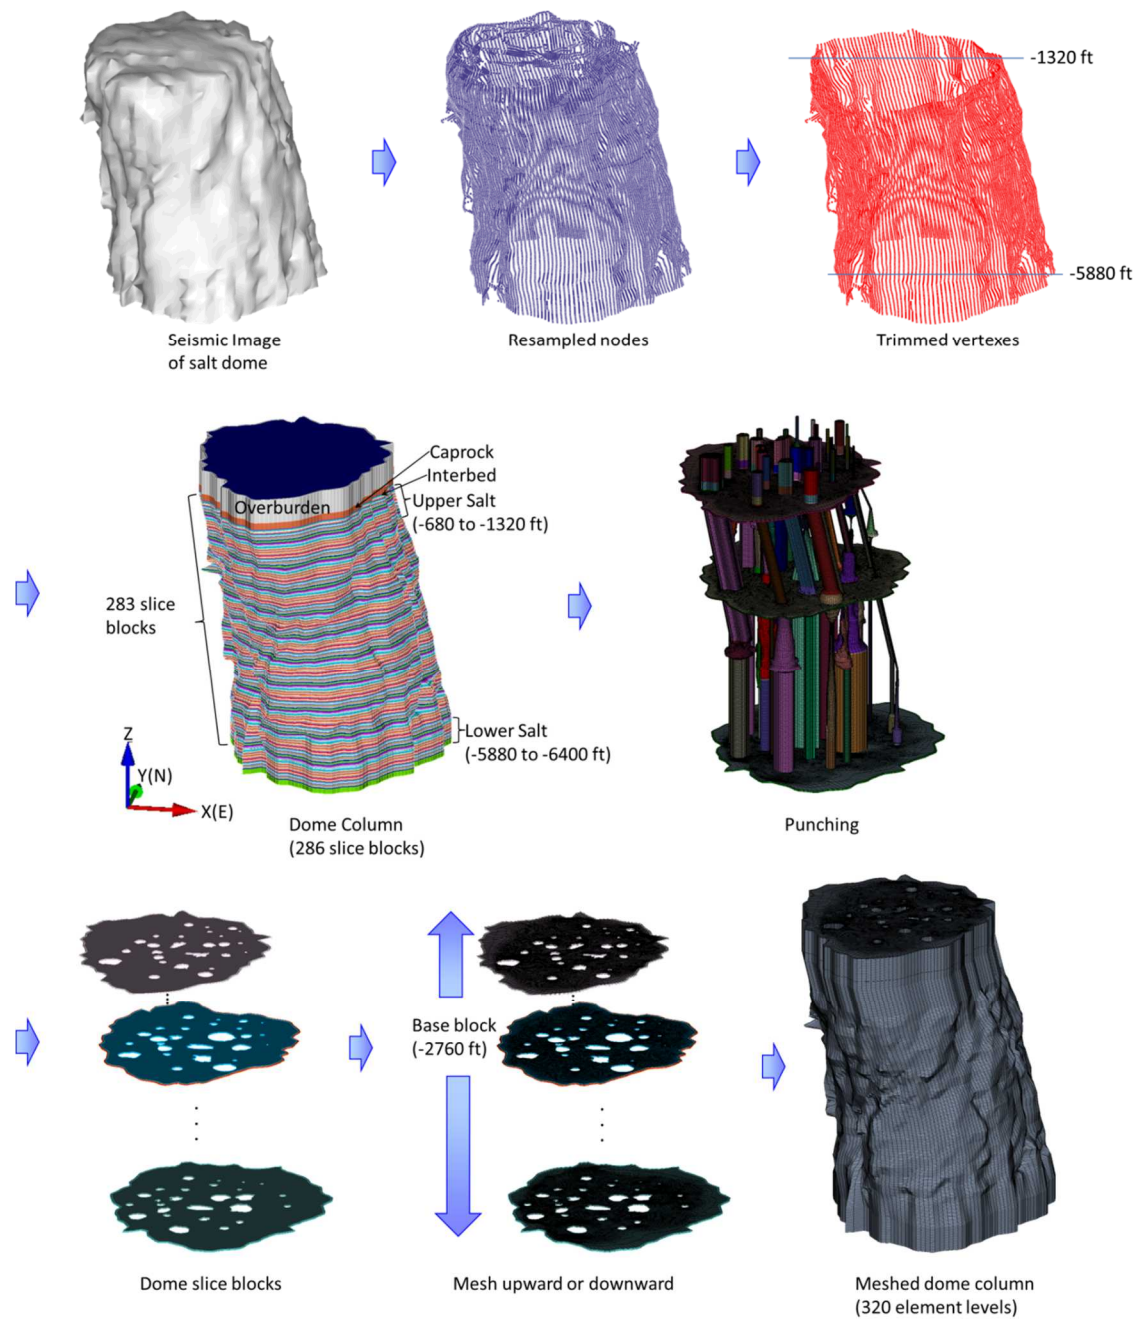 -1320 ft
-5880 ft
Seismic Image
of salt dome
Resampled nodes
Trimmed vertexes
Caprock
Interbed
Upper Salt
(-680 to -1320 ft)
Overburden
283 slice
blocks
Lower Salt
(-5880 to -6400 ft)
Z
Y(N)
X(E)
Dome Column
(286 slice blocks)
Punching
Base block
(-2760 ft)
Dome slice blocks
Mesh upward or downward
Meshed dome column
(320 element levels)